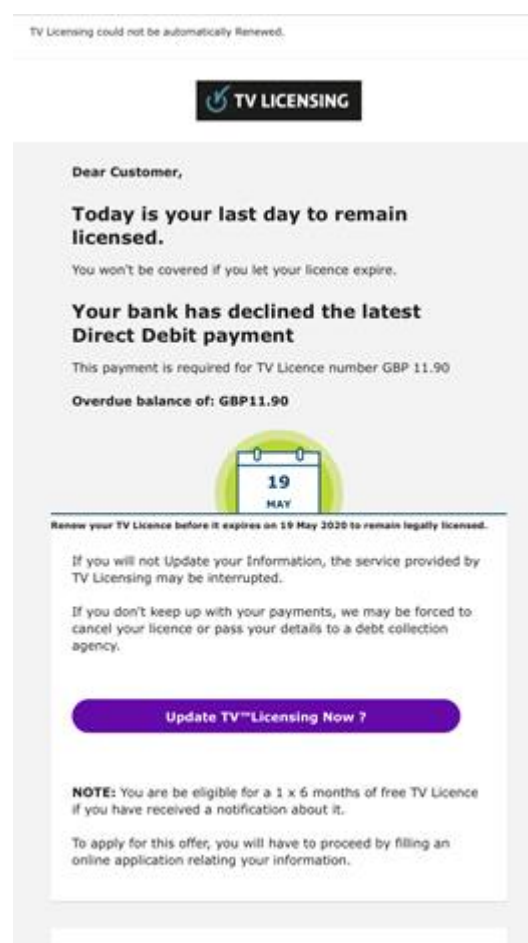 TV Licensing could not be automatically Renewed.
TV LICENSING
Dear Customer,
Today is your last day to remain
licensed.
You won't be covered if you let your licence expire.
Your bank has declined the latest
Direct Debit payment
This payment is required for TV Licence number GBP 11.90
Overdue balance of: GBP11.90
19
MAY
Renew your TV Licence before it expires on 19 May 2020 to remain legally licensed.
If you will not Update your Information, the service provided by
TV Licensing may be interrupted.
If you don't keep up with your payments, we may be forced to
cancel your licence or pass your details to a debt collection
agency.
Update TV™Licensing Now ?
NOTE: You are be eligible for a 1 x 6 months of free TV Licence
if you have received a notification about it.
To apply for this offer, you will have to proceed by filling an
online application relating your information.